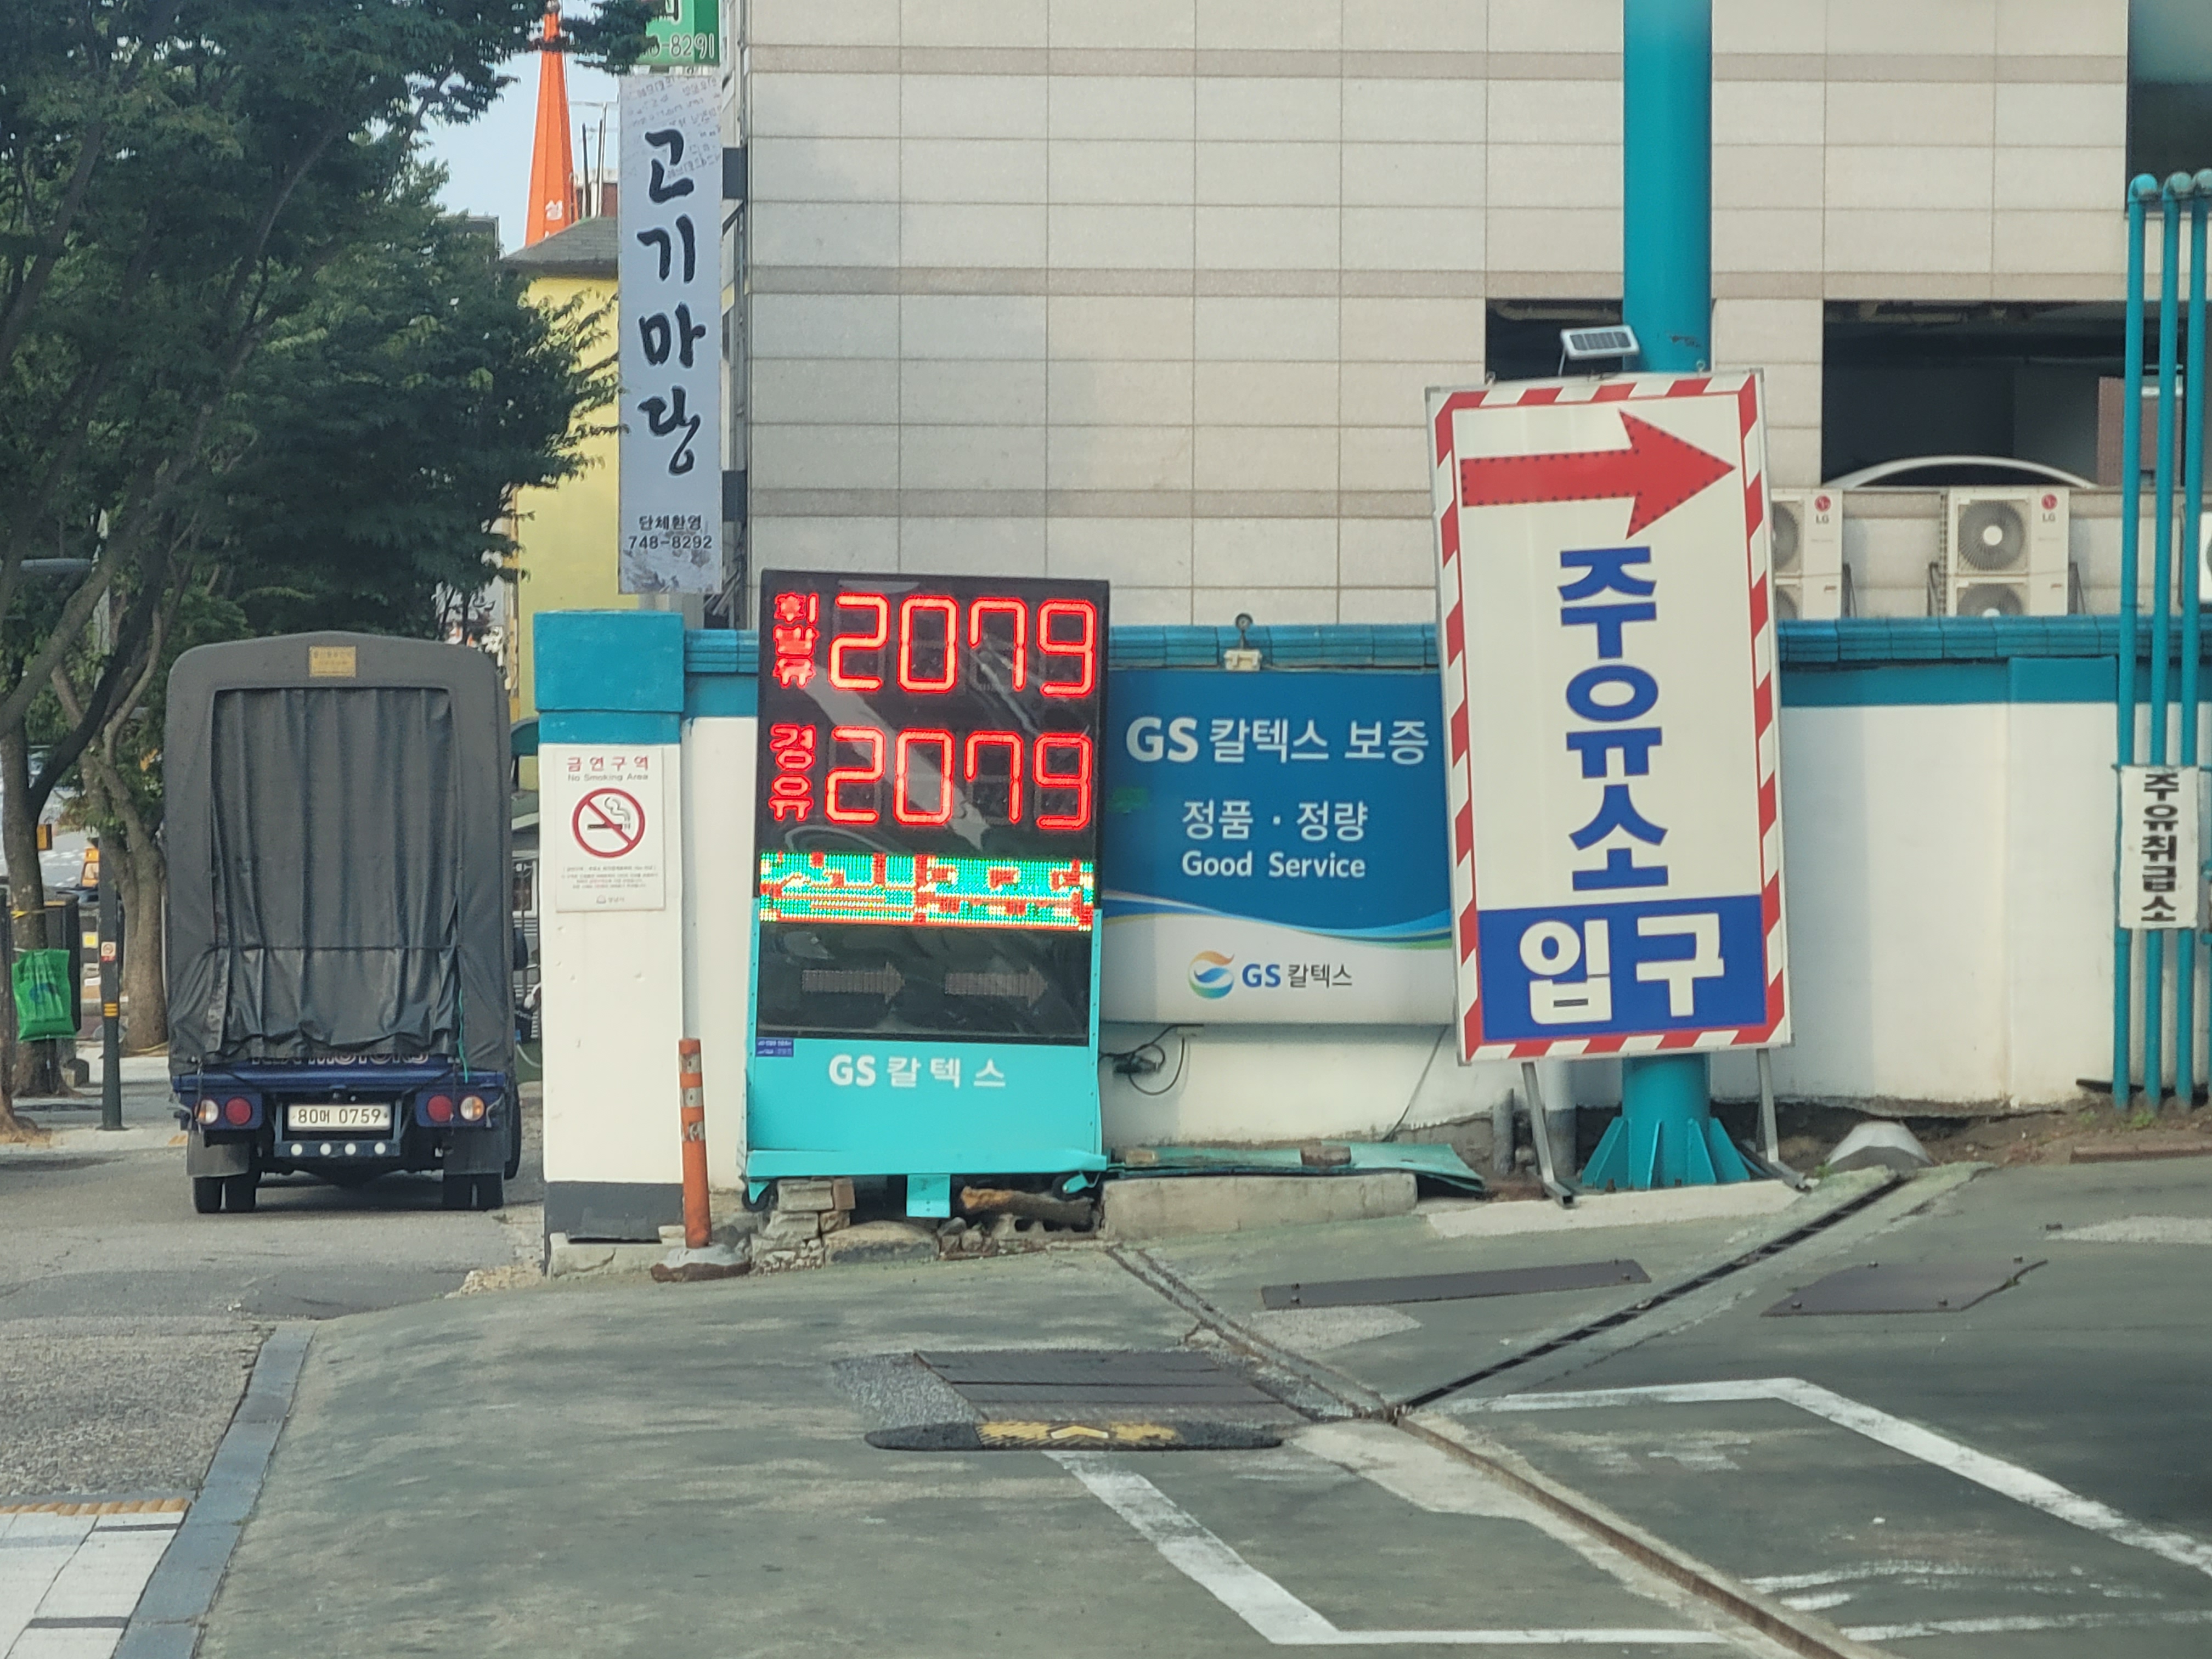 -8291
고기마당
단체환영
748-8292
휘발유 2079
경유 2079
GS 칼텍스
금연구역
No Smoking Area
80머 0759
GS 칼텍스 보증
정품 · 정량
Good Service
GS 칼텍스
주유소
입구
LG
LG
주유취급소